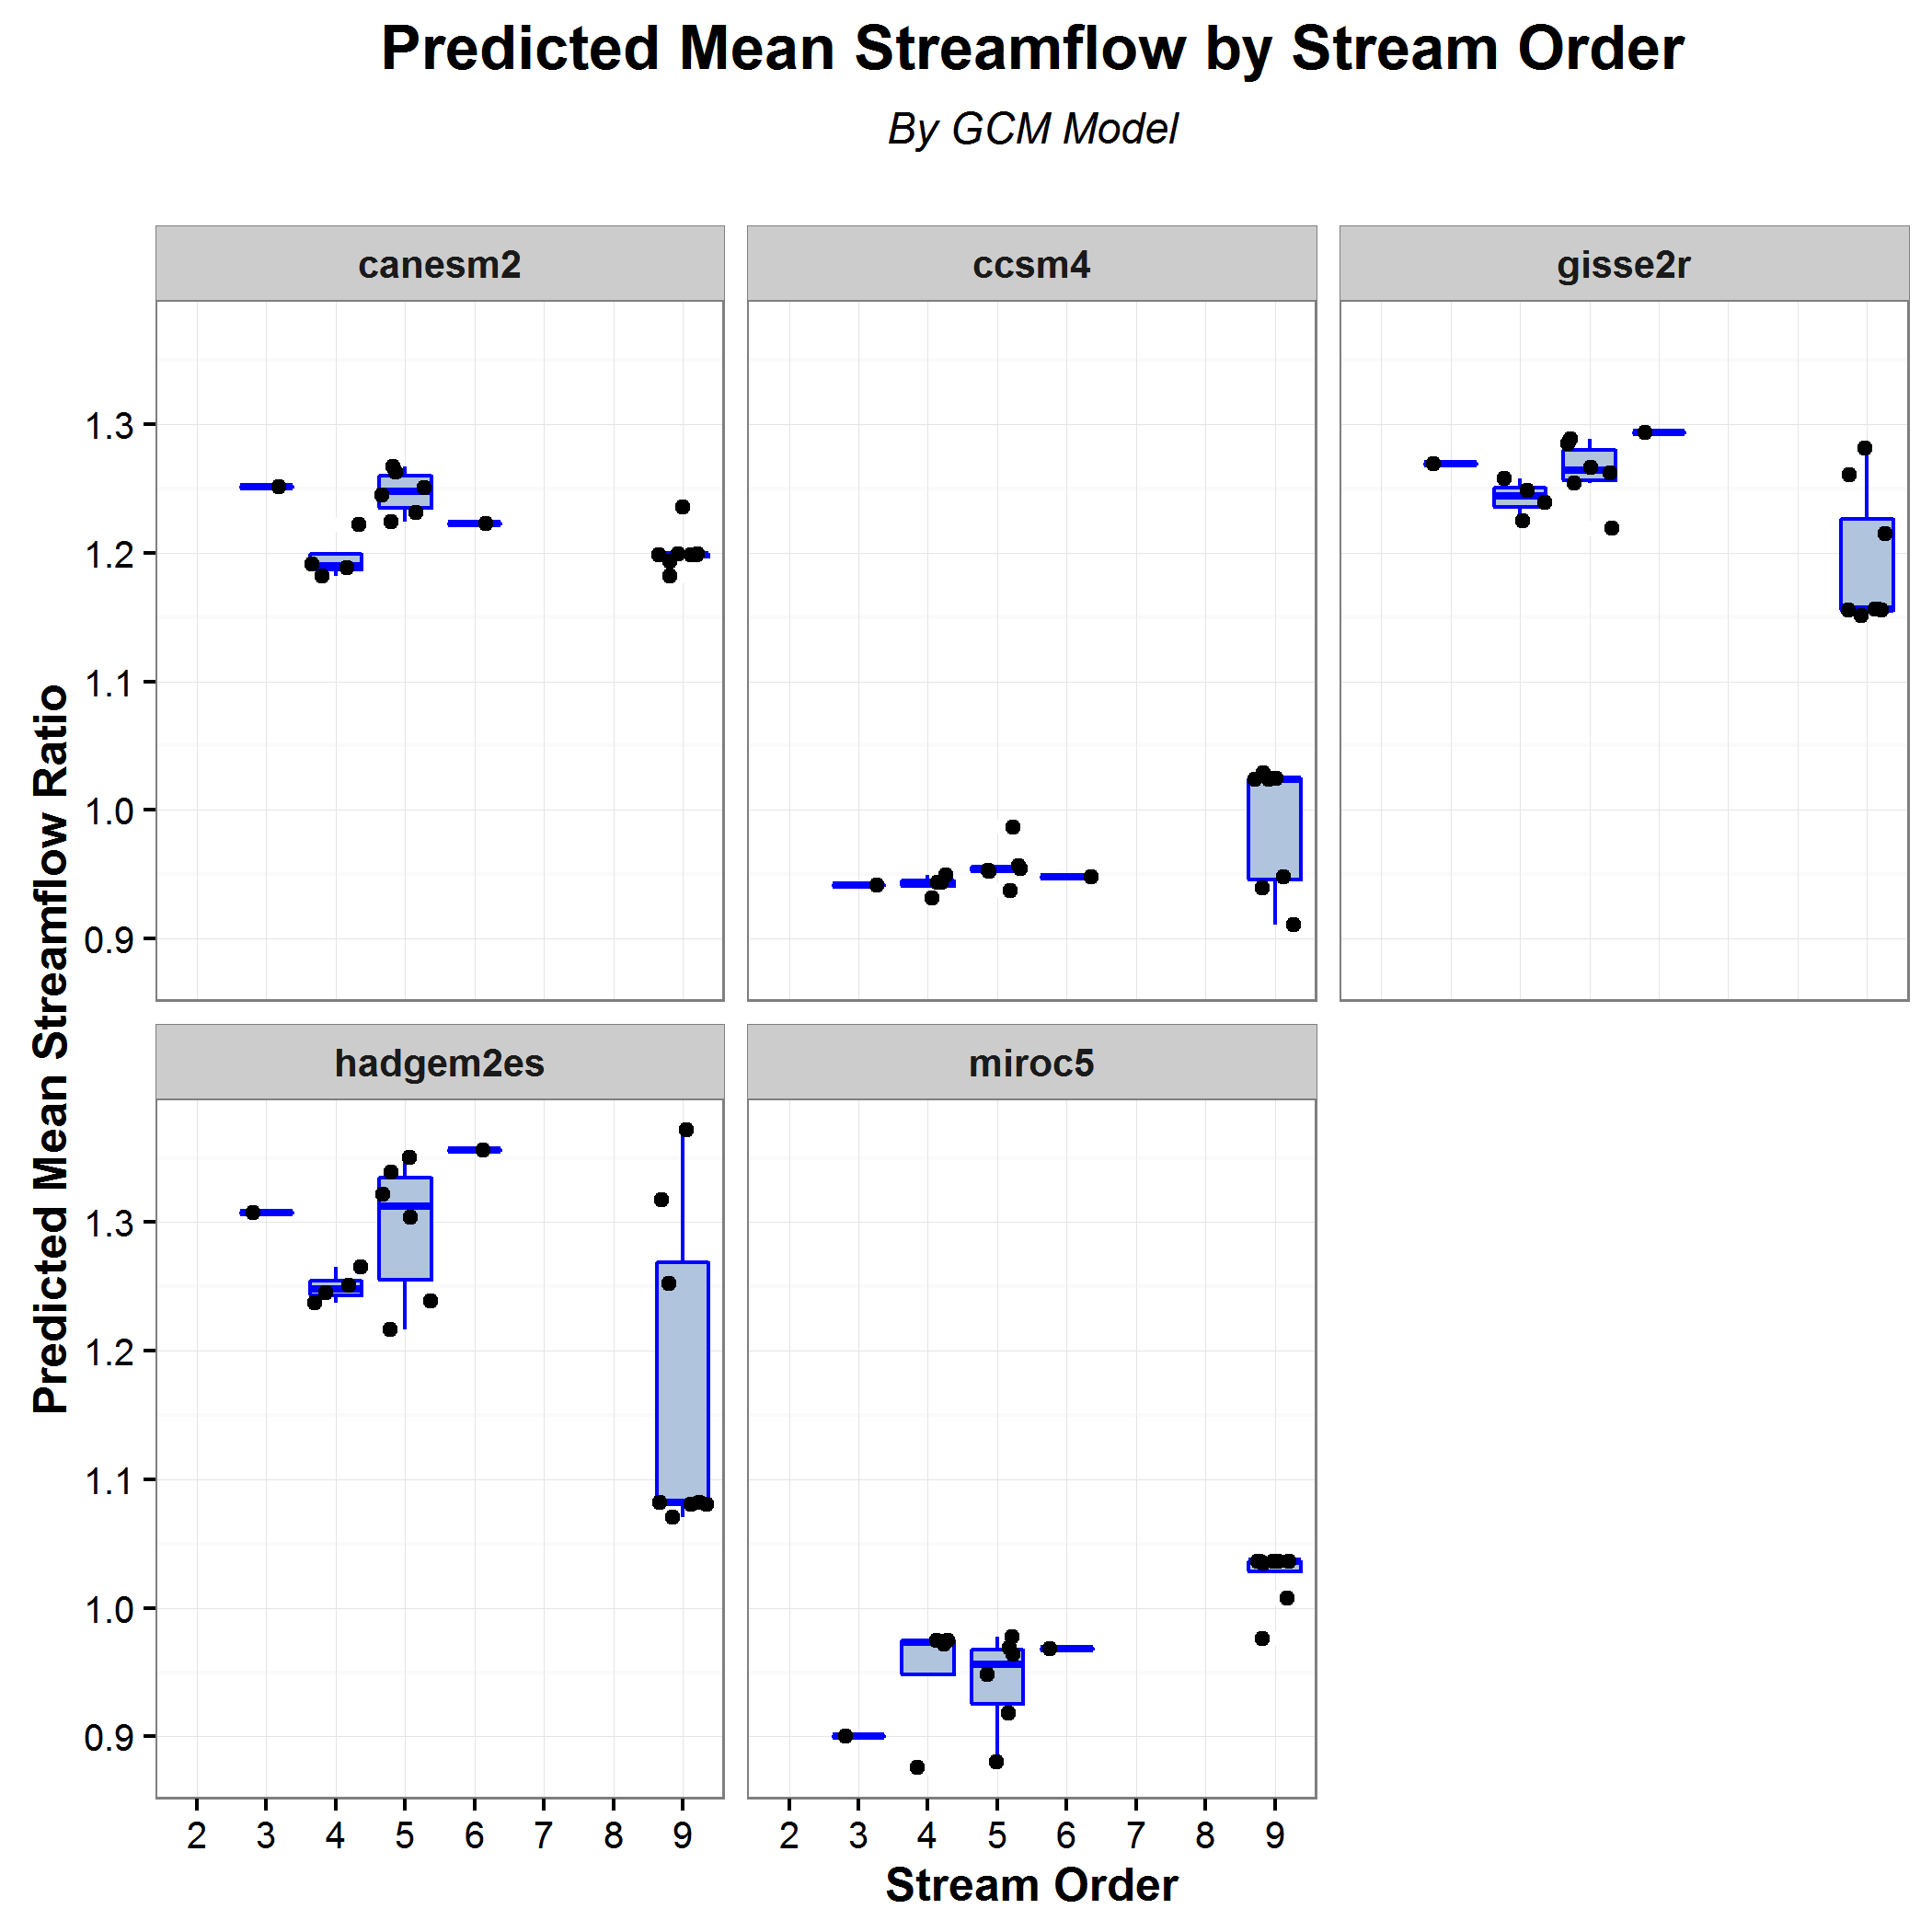 Predicted Mean Streamflow by Stream Order
By GCM Model
canesm2
ccsm4
gisse2r
1.3
1.2
1.1
1.0
0.9
Predicted Mean Streamflow Ratio
hadgem2es
miroc5
1.3
1.2
1.1
1.0
0.9
2 3 4 5 6 7 8 9
2 3 4 5 6 7 8 9
Stream Order